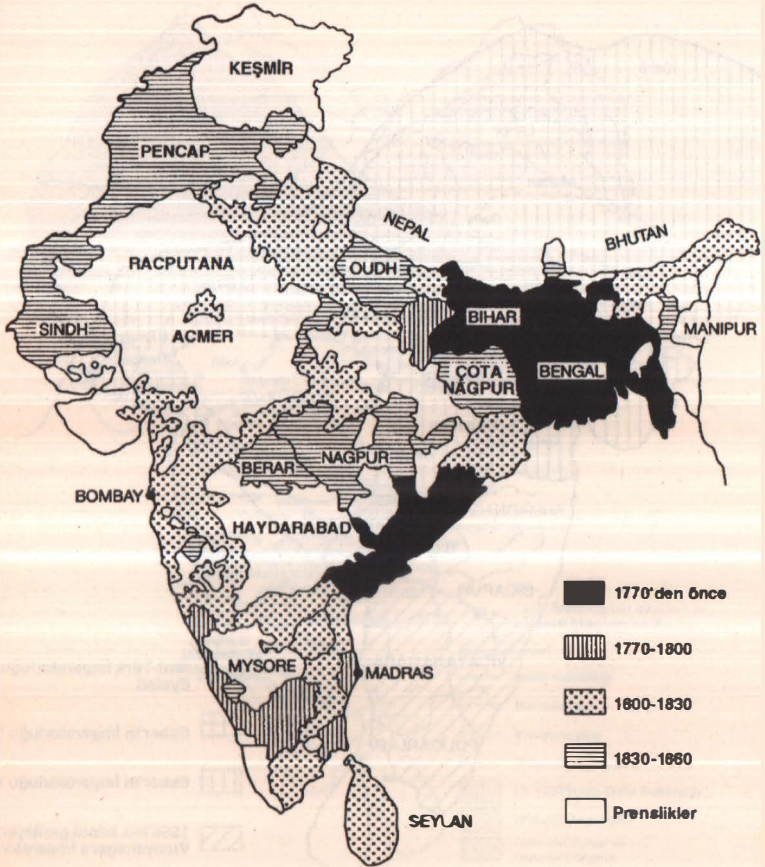 KEŞMİR
PENCAP
NEPAL
BHUTAN
RACPUTANA
OUDH
SINDH
ACMER
BIHAR
MANIPUR
ÇOTA
NAGPUR
BENGAL
BERAR
NAGPUR
BOMBAY
HAYDARABAD
1770'den önce
1770-1800
MYSORE
MADRAS
1800-1830
1830-1860
Prenslikler
SEYLAN